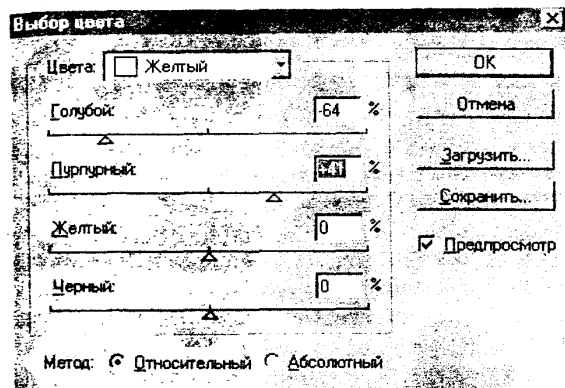 Выбор цвета
Цвета: Желтый
OK
Голубой: -64 %
Отмена
Пурпурный: +41 %
Загрузить...
Сохранить...
Желтый: 0 %
Предпросмотр
Черный: 0 %
Метод: Относительный Абсолютный